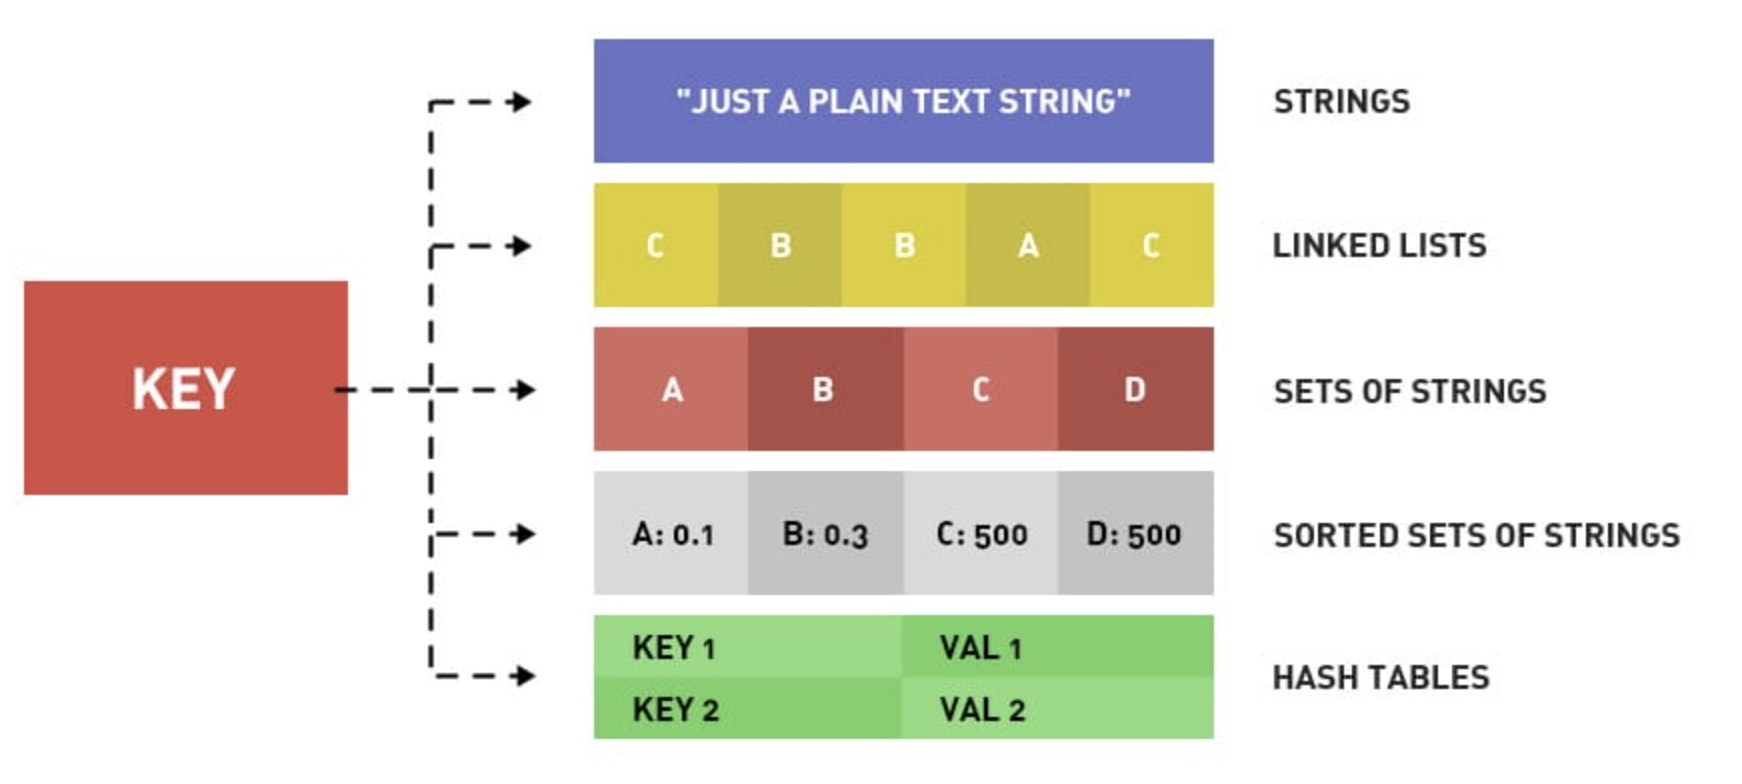 "JUST A PLAIN TEXT STRING" STRINGS
C B B A C LINKED LISTS
KEY
A B C D SETS OF STRINGS
A: 0.1 B: 0.3 C: 500 D: 500 SORTED SETS OF STRINGS
KEY 1 VAL 1
KEY 2 VAL 2
HASH TABLES